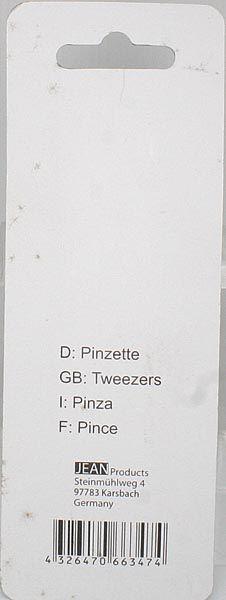 D: Pinzette
GB: Tweezers
I: Pinza
F: Pince
JEAN Products
Steinmühlweg 4
97783 Karsbach
Germany
4 326470 663474